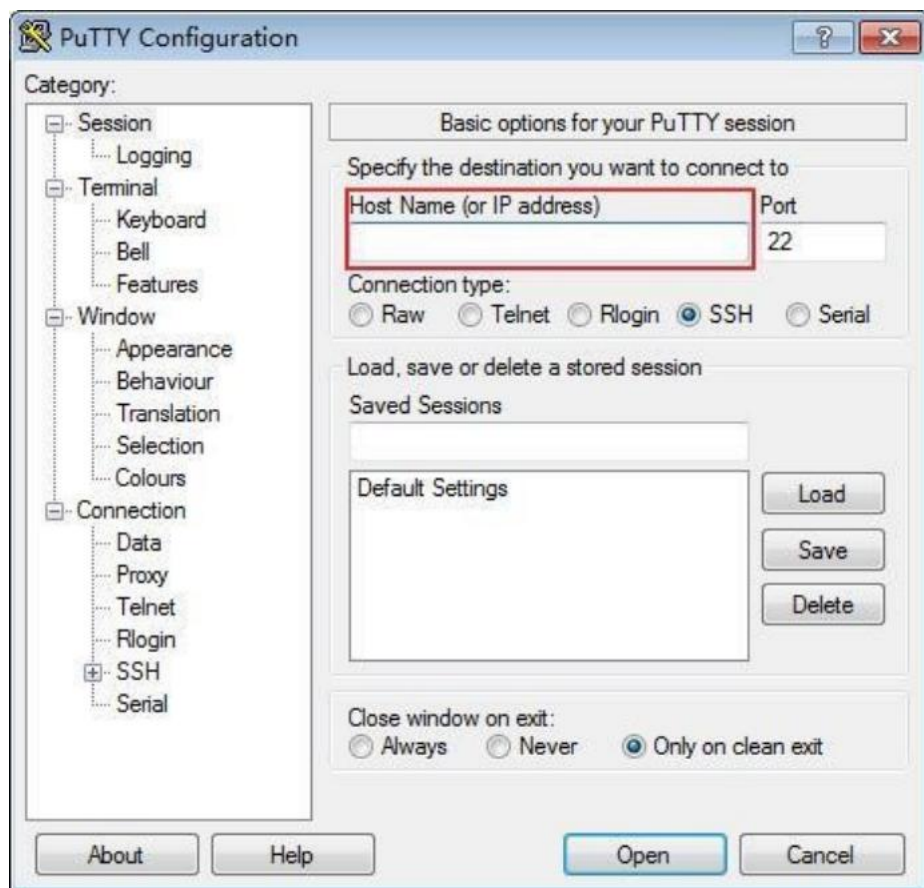 PuTTY Configuration
Category:
Session
Logging
Terminal
Keyboard
Bell
Features
Window
Appearance
Behaviour
Translation
Selection
Colours
Connection
Data
Proxy
Telnet
Rlogin
SSH
Serial
Basic options for your PuTTY session
Specify the destination you want to connect to
Host Name (or IP address) Port
22
Connection type:
Raw Telnet Rlogin SSH Serial
Load, save or delete a stored session
Saved Sessions
Default Settings
Load
Save
Delete
Close window on exit:
Always Never Only on clean exit
About Help Open Cancel